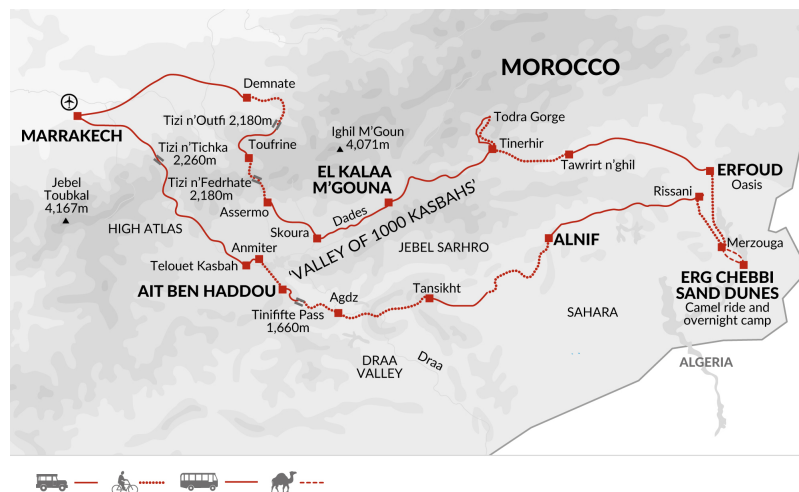 MOROCCO
Demnate
MARRAKECH
Tizi n'Outfi 2,180m
Todra Gorge
Ighil M'Goun
4,071m
Tizi n'Tichka
2,260m
Toufrine
Tinerhir
Tawrirt n'ghil
EL KALAA
M'GOUNA
ERFOUD
Oasis
Jebel
Toubkal
4,167m
Tizi n'Fedrhate
2,180m
Rissani
Assermo
Dades
HIGH ATLAS
Skoura
'VALLEY OF 1000 KASBAHS'
ALNIF
Merzouga
Anmiter
JEBEL SARHRO
Telouet Kasbah
ERG CHEBBI
SAND DUNES
Camel ride and
overnight camp
AIT BEN HADDOU
Agdz
Tansikht
Tinififte Pass
1,660m
SAHARA
DRAA
VALLEY
Draa
ALGERIA